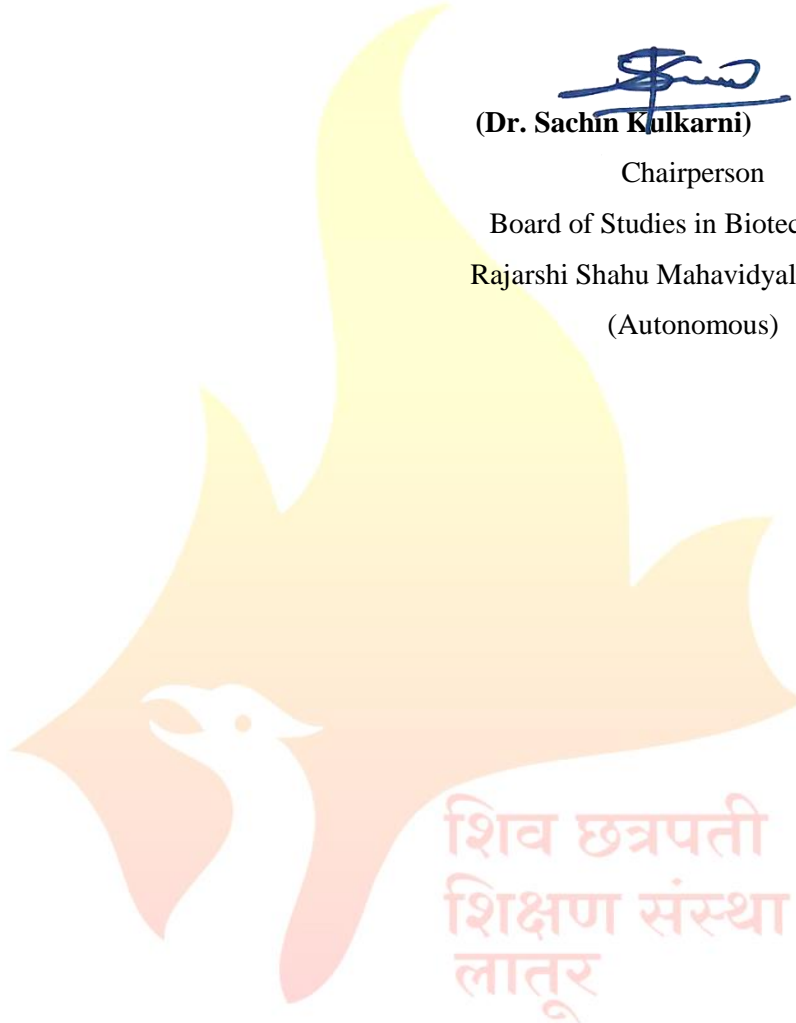 (Dr. Sachin Kulkarni)
Chairperson
Board of Studies in Biotec
Rajarshi Shahu Mahavidyal
(Autonomous)
शिव छत्रपती
शिक्षण संस्था
लातूर